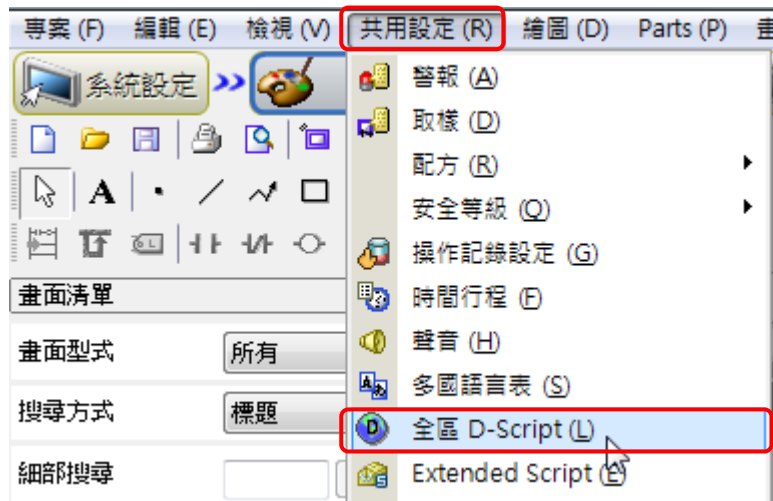 專案 (F) 編輯 (E) 檢視 (V) 共用設定 (R) 繪圖 (D) Parts (P)
系統設定
警報 (A)
取樣 (D)
配方 (R)
安全等級 (Q)
操作記錄設定 (G)
畫面清單
時間行程 (F)
畫面型式 所有
聲音 (H)
多國語言表 (S)
搜尋方式 標題
全區 D-Script (L)
細部搜尋
Extended Script (E)